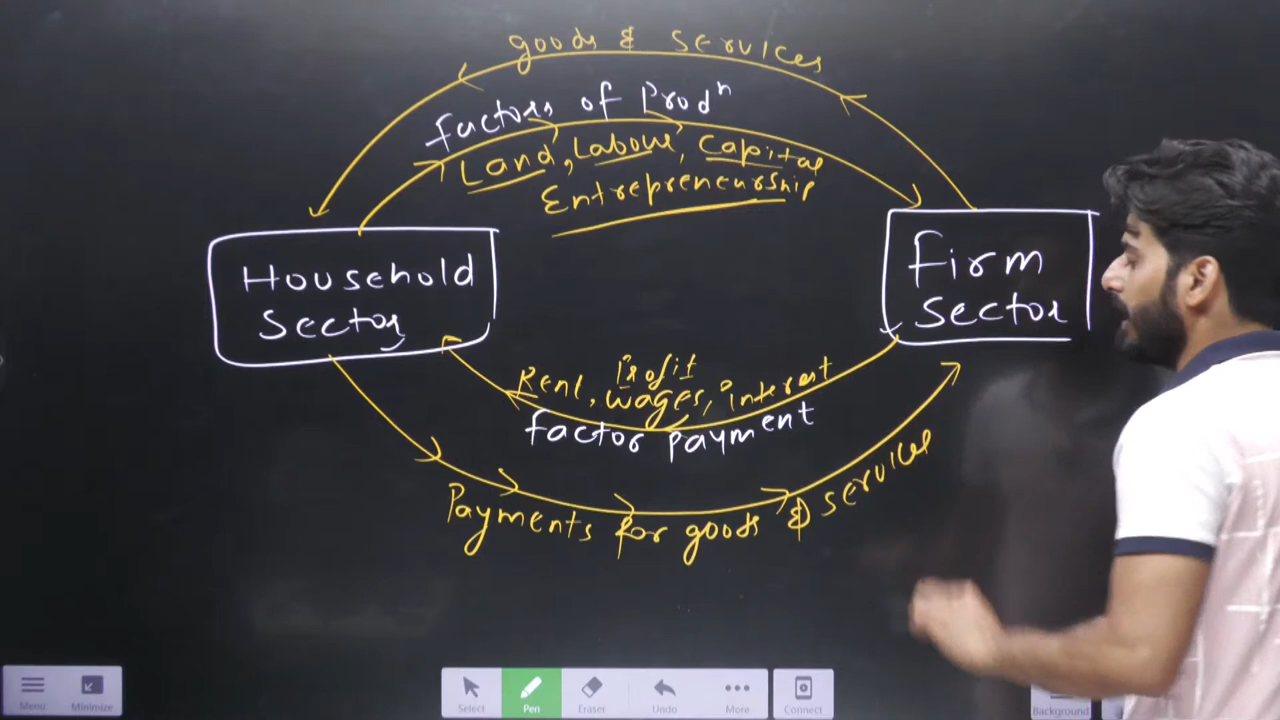 goods & services
factors of Prodⁿ
Land, Labour, Capital
Entrepreneurship
Household
Sector
firm
sector
Profit
Rent, wages, interest
factor payment
Payments for goods & services
Menu
Minimize
Select
Pen
Eraser
Undo
More
Connect
Background